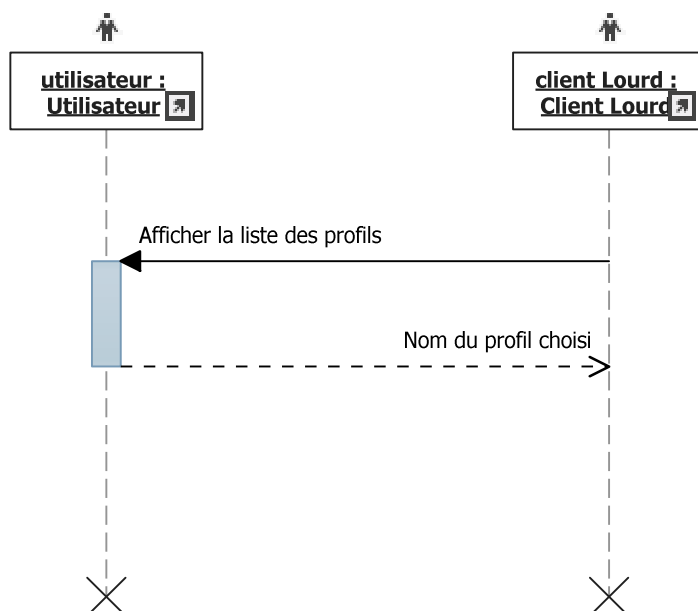 utilisateur :
Utilisateur
client Lourd :
Client Lourd
Afficher la liste des profils
Nom du profil choisi